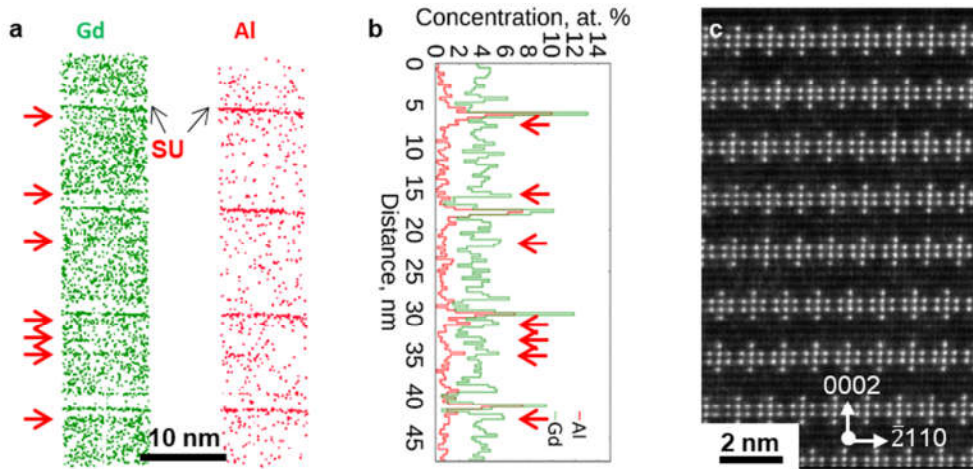 a
Gd
Al
SU
10 nm
b
Concentration, at. %
0 2 4 6 8 10 12 14
0
5
10
15
20
25
30
35
40
45
Distance, nm
Al
Gd
c
0002
2̄110
2 nm